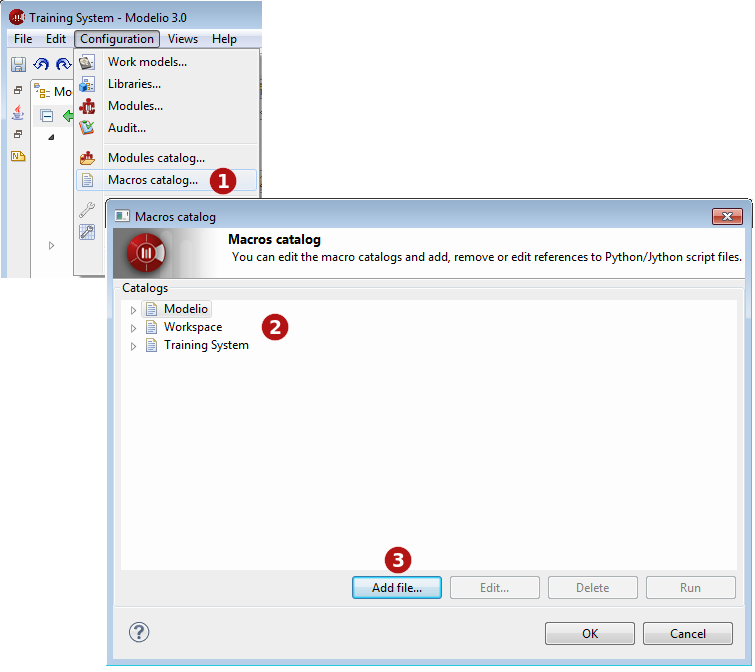 Training System - Modelio 3.0
File Edit Configuration Views Help
Work models...
Mo
Libraries...
Modules...
Audit...
Modules catalog...
Macros catalog... 1
Macros catalog
Macros catalog
You can edit the macro catalogs and add, remove or edit references to Python/Jython script files.
Catalogs
Modelio
Workspace 2
Training System
3
Add file... Edit... Delete Run
? OK Cancel